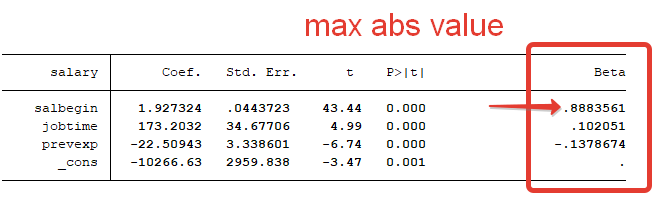 max abs value
salary Coef. Std. Err. t P>|t| Beta
salbegin 1.927324 .0443723 43.44 0.000 .8883561
jobtime 173.2032 34.67706 4.99 0.000 .102051
prevexp -22.50943 3.338601 -6.74 0.000 -.1378674
_cons -10266.63 2959.838 -3.47 0.001 .